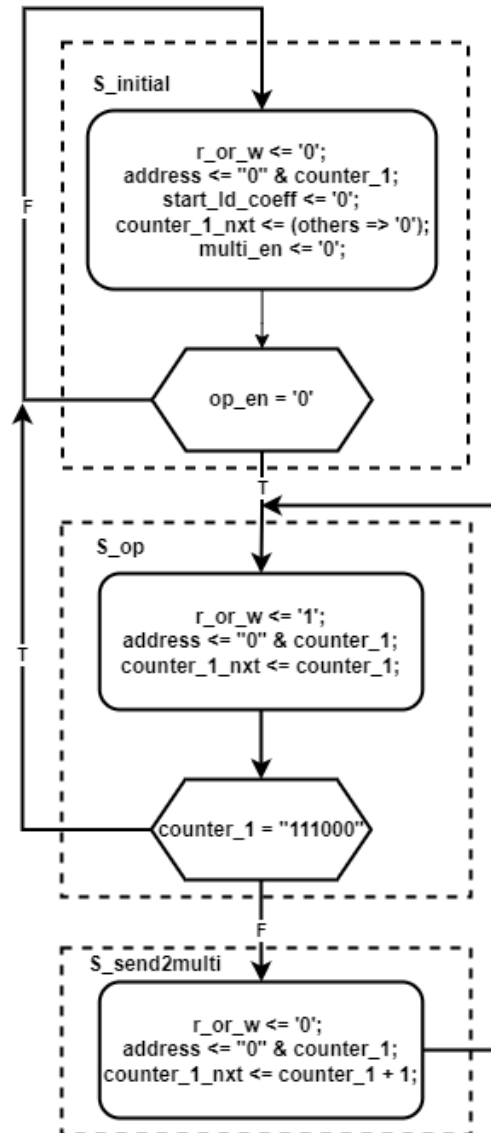 S_initial
r_or_w <= '0';
address <= "0" & counter_1;
start_ld_coeff <= '0';
counter_1_nxt <= (others => '0');
multi_en <= '0';
F
op_en = '0'
T
S_op
r_or_w <= '1';
address <= "0" & counter_1;
counter_1_nxt <= counter_1;
T
counter_1 = "111000"
F
S_send2multi
r_or_w <= '0';
address <= "0" & counter_1;
counter_1_nxt <= counter_1 + 1;